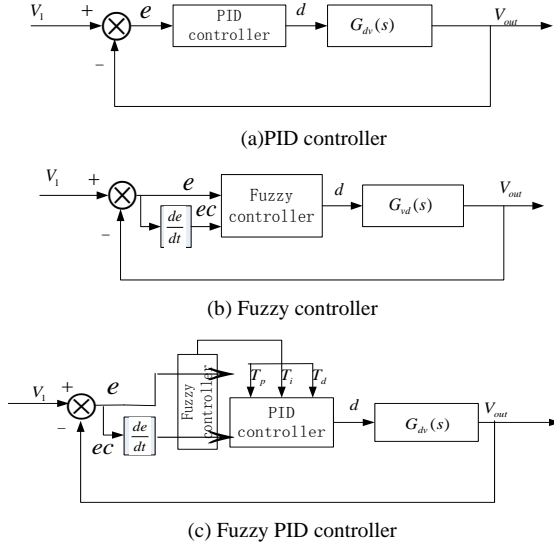 V1 + e PID controller d Gdv(s) Vout
−
(a)PID controller
V1 + e Fuzzy controller d Gvd(s) Vout
− de/dt ec
(b) Fuzzy controller
V1 + e Fuzzy controller Tp Ti Td
− ec de/dt PID controller d Gdv(s) Vout
(c) Fuzzy PID controller